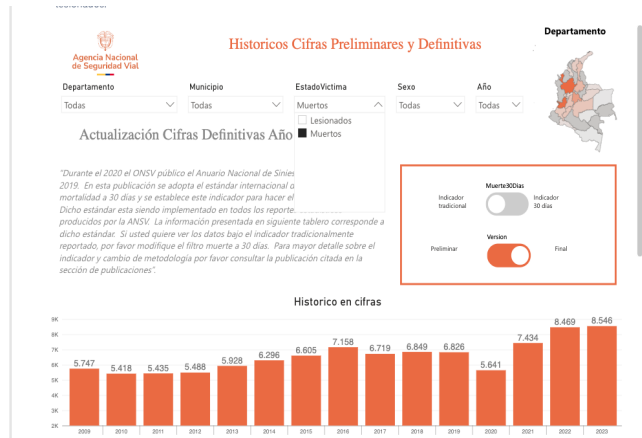 Departamento
Historicos Cifras Preliminares y Definitivas
Agencia Nacional
de Seguridad Vial
Departamento
Municipio
EstadoVictima
Sexo
Año
Todas
Todas
Muertos
Todas
Todas
Lesionados
Muertos
Actualización Cifras Definitivas Año
"Durante el 2020 el ONSV público el Anuario Nacional de Sinies
2019. En esta publicación se adopta el estándar internacional d
mortalidad a 30 días y se establece este indicador para hacer el
Dicho estándar esta siendo implementado en todos los reporte
producidos por la ANSV. La información presentada en siguiente tablero corresponde a
dicho estándar. Si usted quiere ver los datos bajo el indicador tradicionalmente
reportado, por favor modifique el filtro muerte a 30 días. Para mayor detalle sobre el
indicador y cambio de metodología por favor consultar la publicación citada en la
sección de publicaciones".
Muerte30Dias
Indicador
tradicional
Indicador
30 dias
Version
Preliminar
Final
Historico en cifras
9K
8K
7K
6K
5K
4K
3K
2K
5.747
5.418
5.435
5.488
5.928
6.296
6.605
7.158
6.719
6.849
6.826
5.641
7.434
8.469
8.546
2009
2010
2011
2012
2013
2014
2015
2016
2017
2018
2019
2020
2021
2022
2023